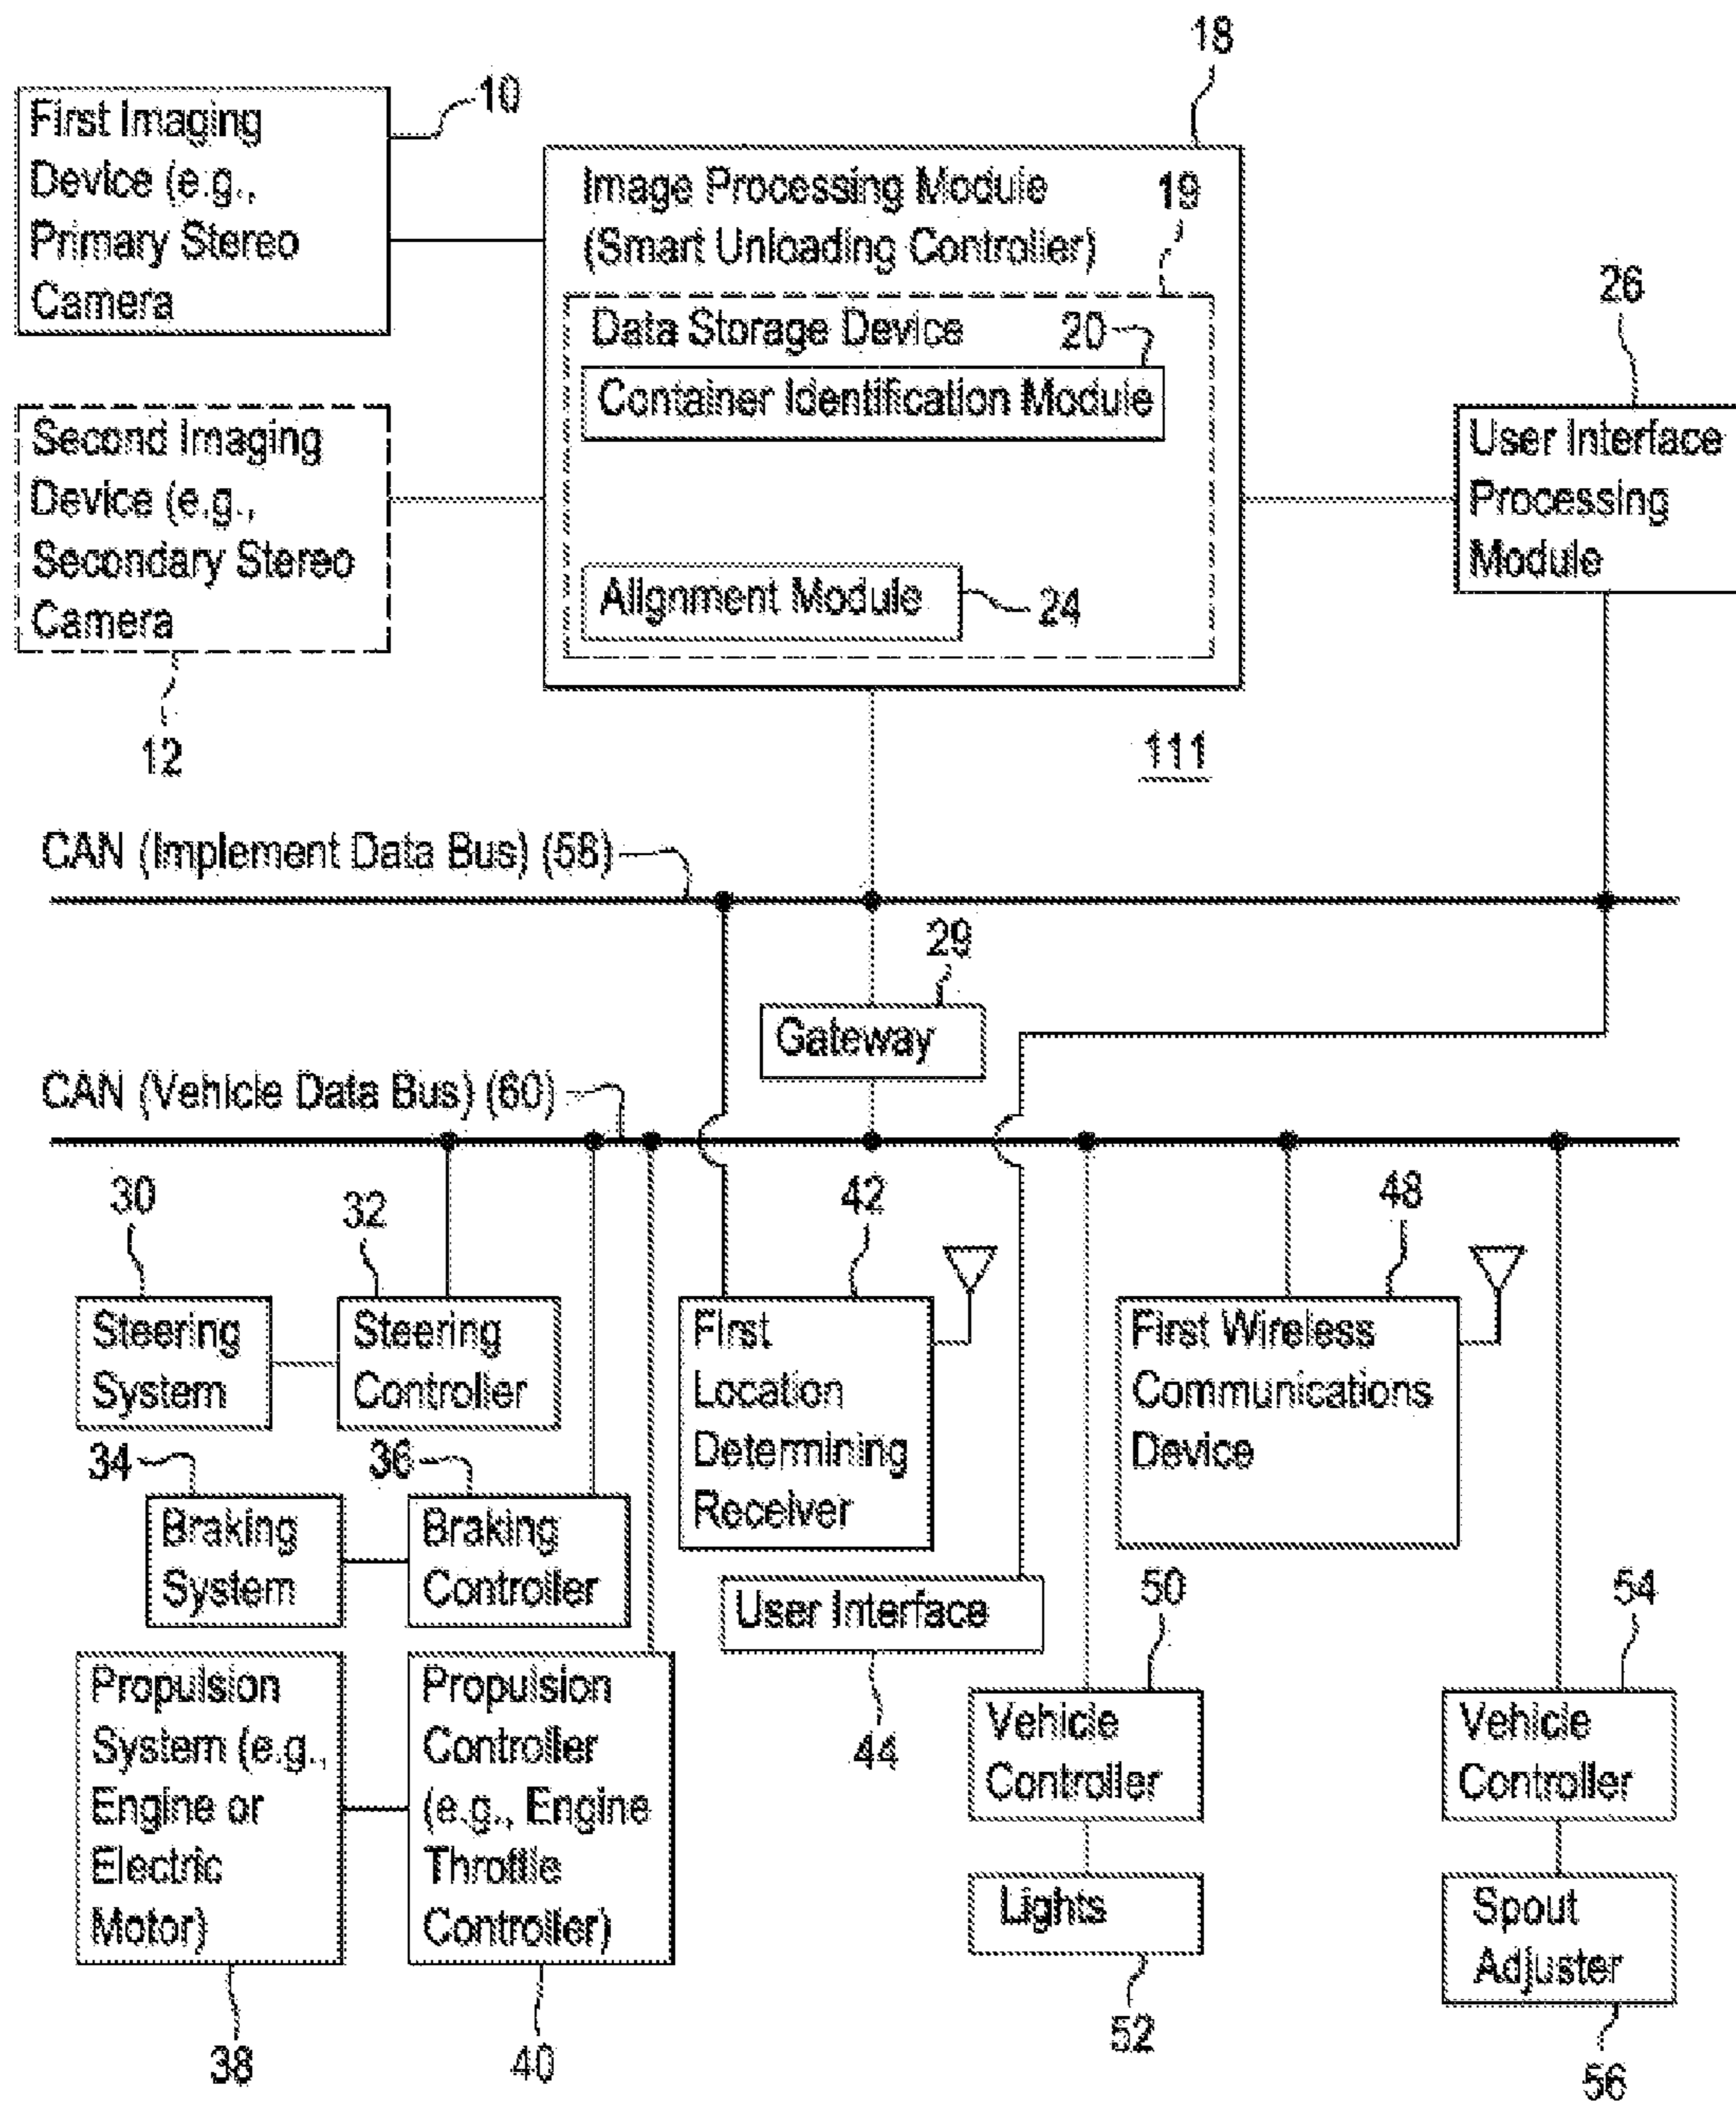 18
10
First Imaging
Device (e.g.,
Primary Stereo
Camera
Image Processing Module
(Smart Unloading Controller)
19
Data Storage Device
20
Container Identification Module
26
User Interface
Processing
Module
Second Imaging
Device (e.g.,
Secondary Stereo
Camera
Alignment Module
24
12
111
CAN (Implement Data Bus) (58)
29
Gateway
CAN (Vehicle Data Bus) (60)
30
32
42
48
Steering
System
Steering
Controller
First
Location
Determining
Receiver
First Wireless
Communications
Device
34
36
Braking
System
Braking
Controller
User Interface
44
50
54
Propulsion
System (e.g.,
Engine or
Electric
Motor)
Propulsion
Controller
(e.g., Engine
Throttle
Controller)
Vehicle
Controller
Vehicle
Controller
Lights
Spout
Adjuster
38
40
52
56